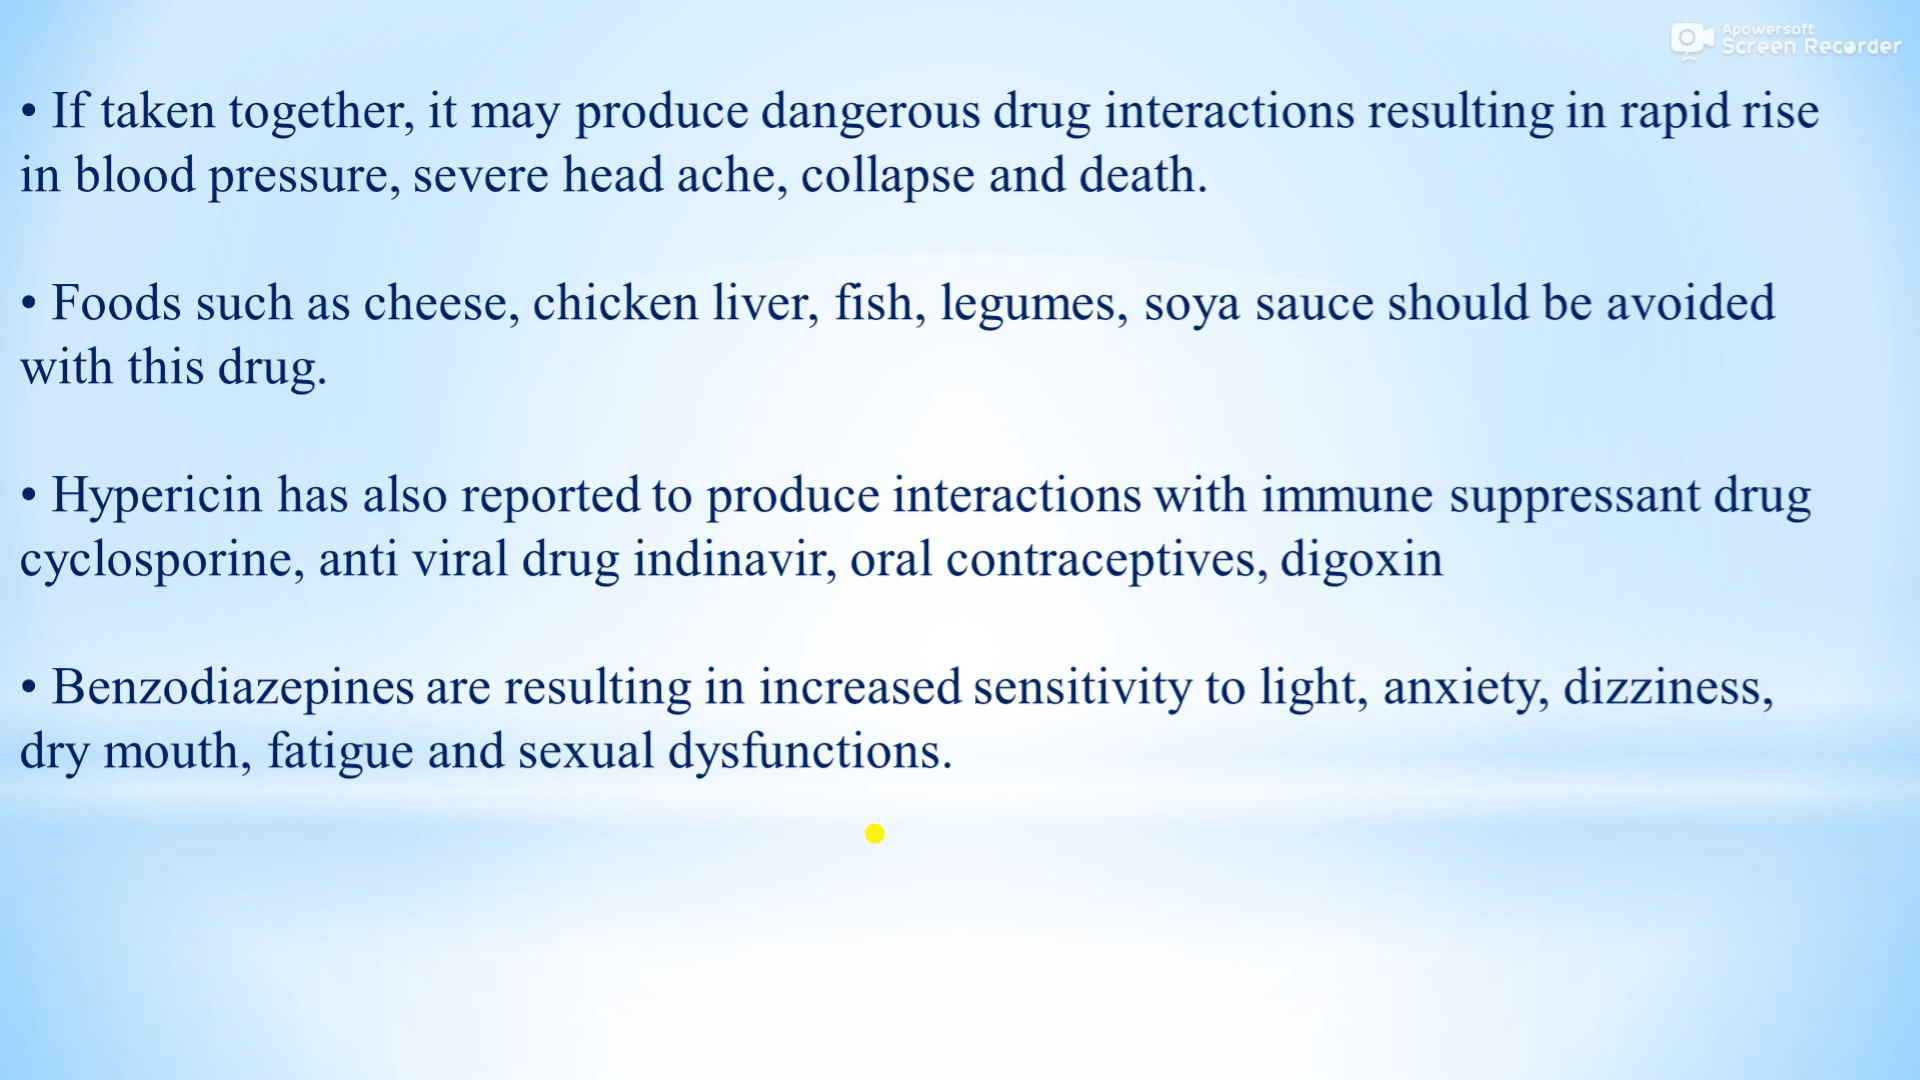 Apowersoft
Screen Recorder
• If taken together, it may produce dangerous drug interactions resulting in rapid rise
in blood pressure, severe head ache, collapse and death.
• Foods such as cheese, chicken liver, fish, legumes, soya sauce should be avoided
with this drug.
• Hypericin has also reported to produce interactions with immune suppressant drug
cyclosporine, anti viral drug indinavir, oral contraceptives, digoxin
• Benzodiazepines are resulting in increased sensitivity to light, anxiety, dizziness,
dry mouth, fatigue and sexual dysfunctions.